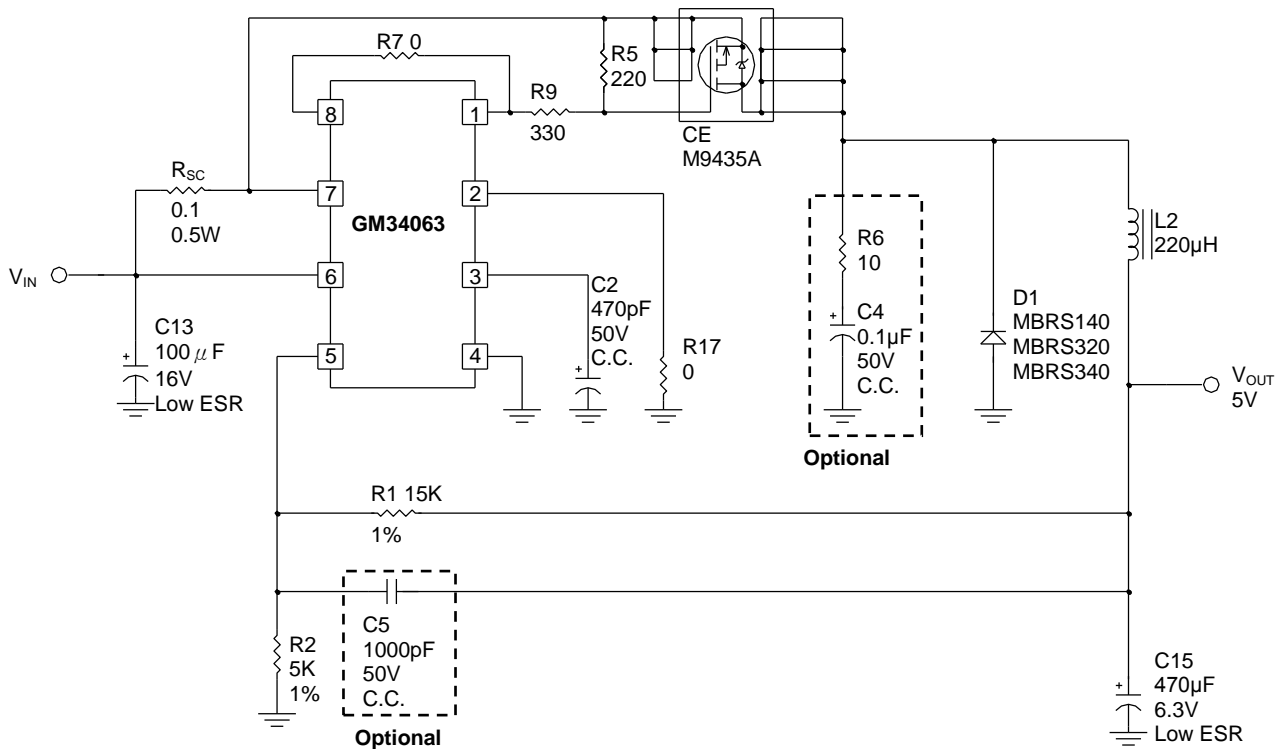 R7 0
R5
220
R9
330
CE
M9435A
8
1
RSC
0.1
0.5W
7
2
GM34063
VIN
6
3
C2
470pF
50V
C.C.
C13
100 μ F
16V
Low ESR
5
4
R17
0
R6
10
C4
0.1µF
50V
C.C.
Optional
D1
MBRS140
MBRS320
MBRS340
L2
220µH
VOUT
5V
R1 15K
1%
R2
5K
1%
C5
1000pF
50V
C.C.
Optional
C15
470µF
6.3V
Low ESR